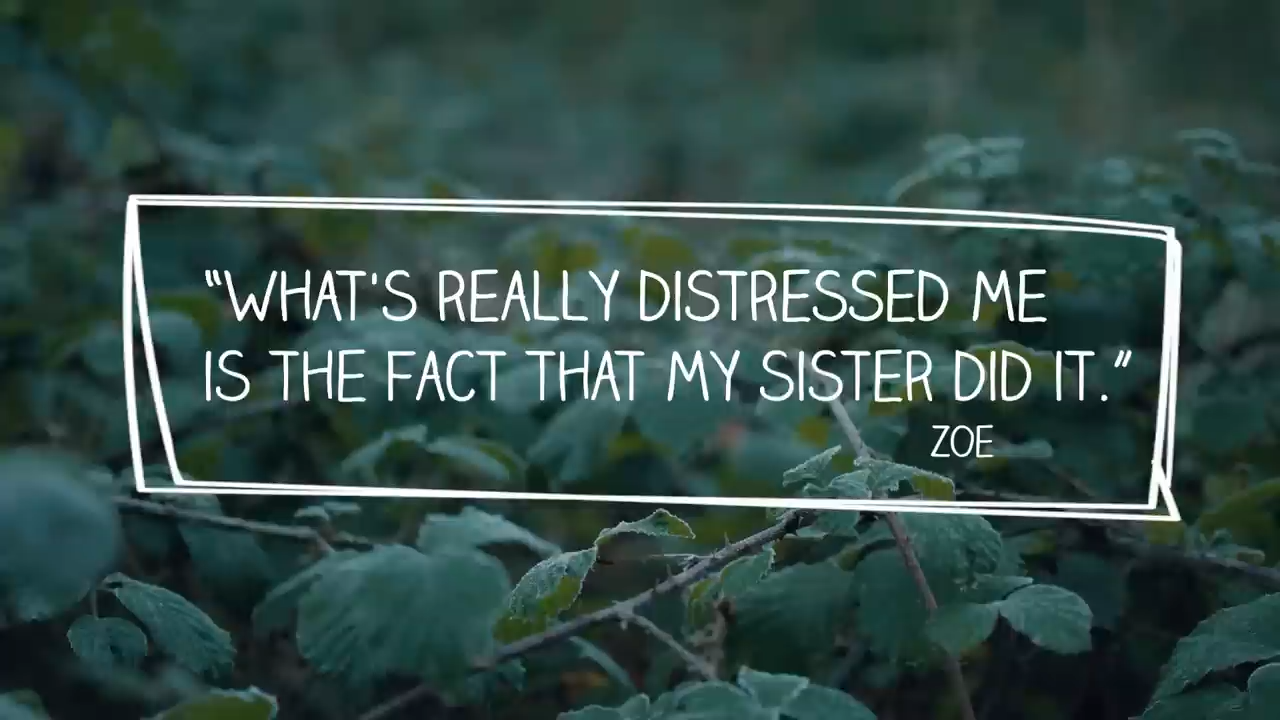 "WHAT'S REALLY DISTRESSED ME
IS THE FACT THAT MY SISTER DID IT."
ZOE